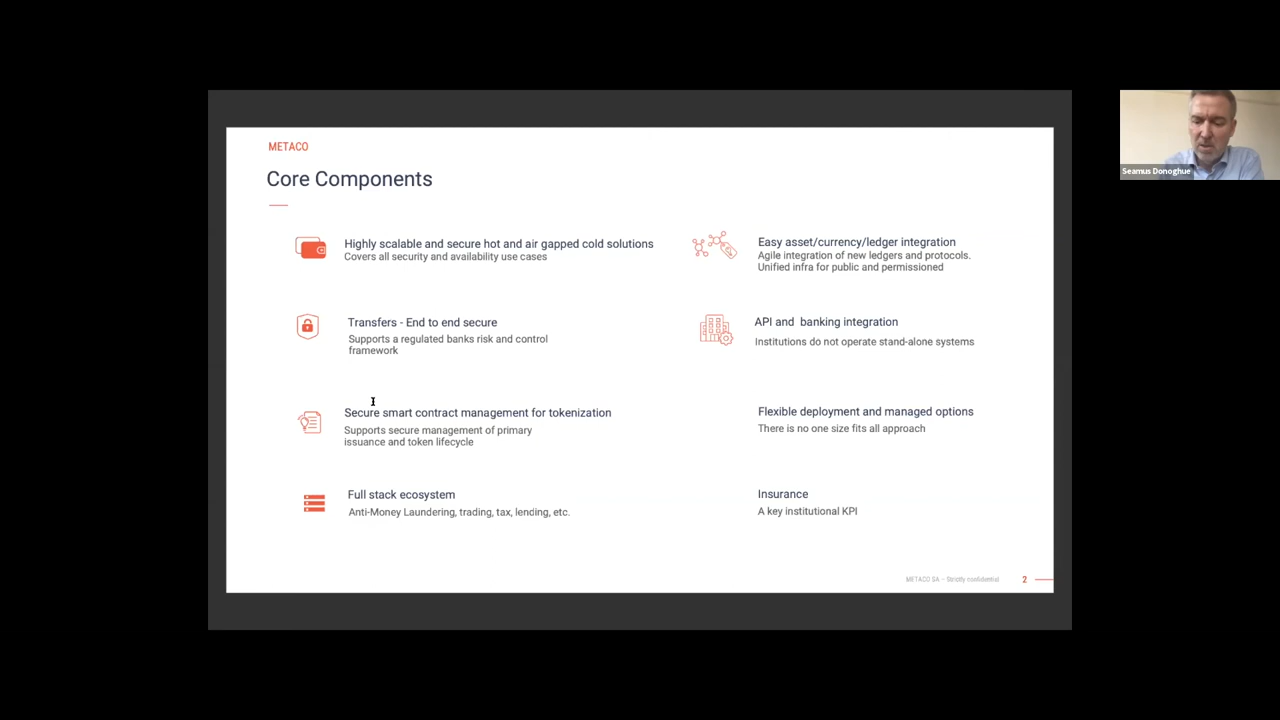 METACO
Core Components
Highly scalable and secure hot and air gapped cold solutions
Covers all security and availability use cases
Transfers - End to end secure
Supports a regulated banks risk and control
framework
Secure smart contract management for tokenization
Supports secure management of primary
issuance and token lifecycle
Full stack ecosystem
Anti-Money Laundering, trading, tax, lending, etc.
Easy asset/currency/ledger integration
Agile integration of new ledgers and protocols.
Unified infra for public and permissioned
API and banking integration
Institutions do not operate stand-alone systems
Flexible deployment and managed options
There is no one size fits all approach
Insurance
A key institutional KPI
METACO SA – Strictly confidential
2
Seamus Donoghue